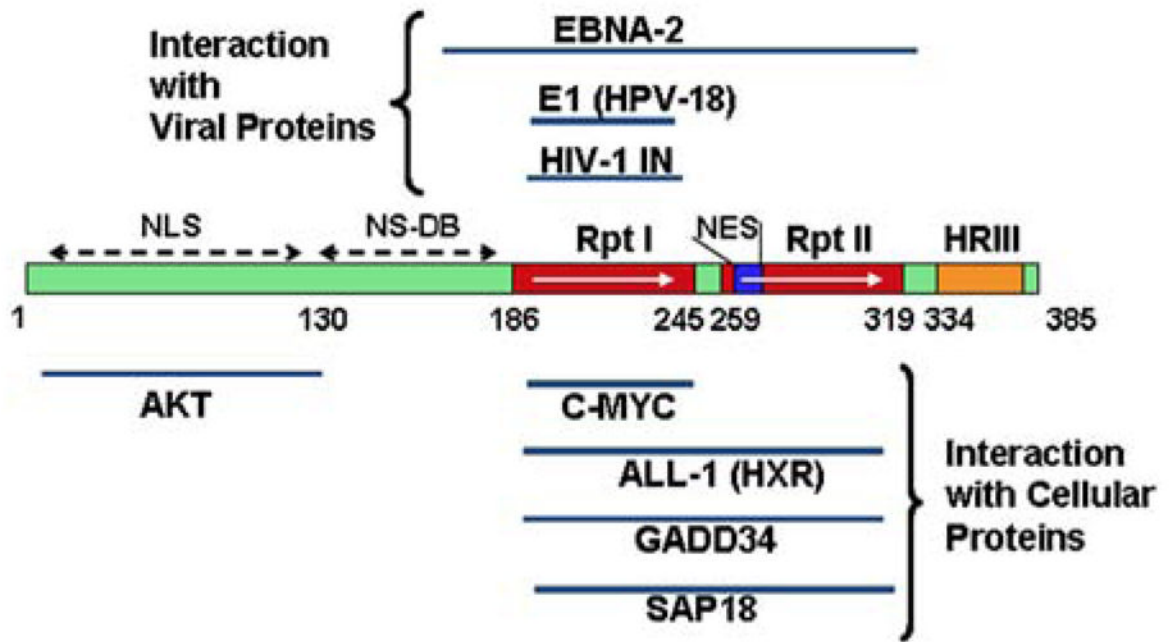 Interaction
with
Viral Proteins
EBNA-2
E1 (HPV-18)
HIV-1 IN
NLS
NS-DB
Rpt I
NES
Rpt II
HRIII
1 130 186 245 259 319 334 385
AKT
C-MYC
ALL-1 (HXR)
GADD34
SAP18
Interaction
with Cellular
Proteins